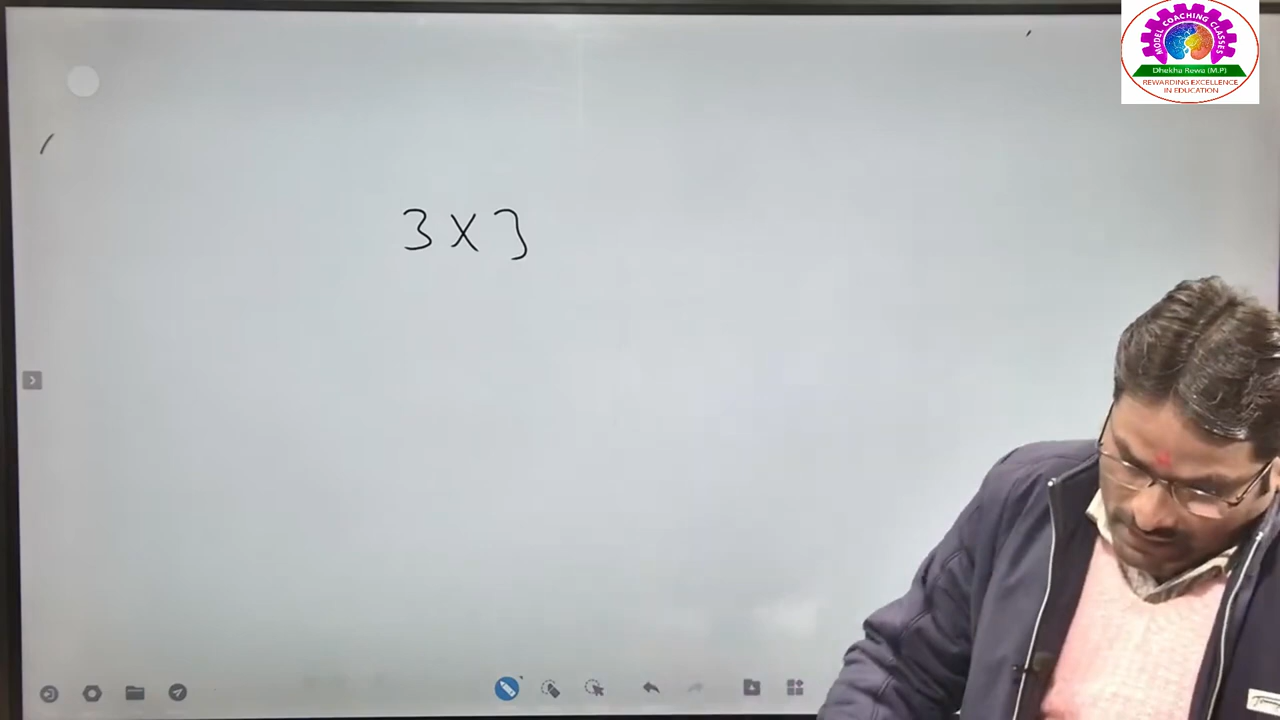 MODEL COACHING CLASSES
Dhekha Rewa (M.P)
REWARDING EXCELLENCE
IN EDUCATION
3 x 3